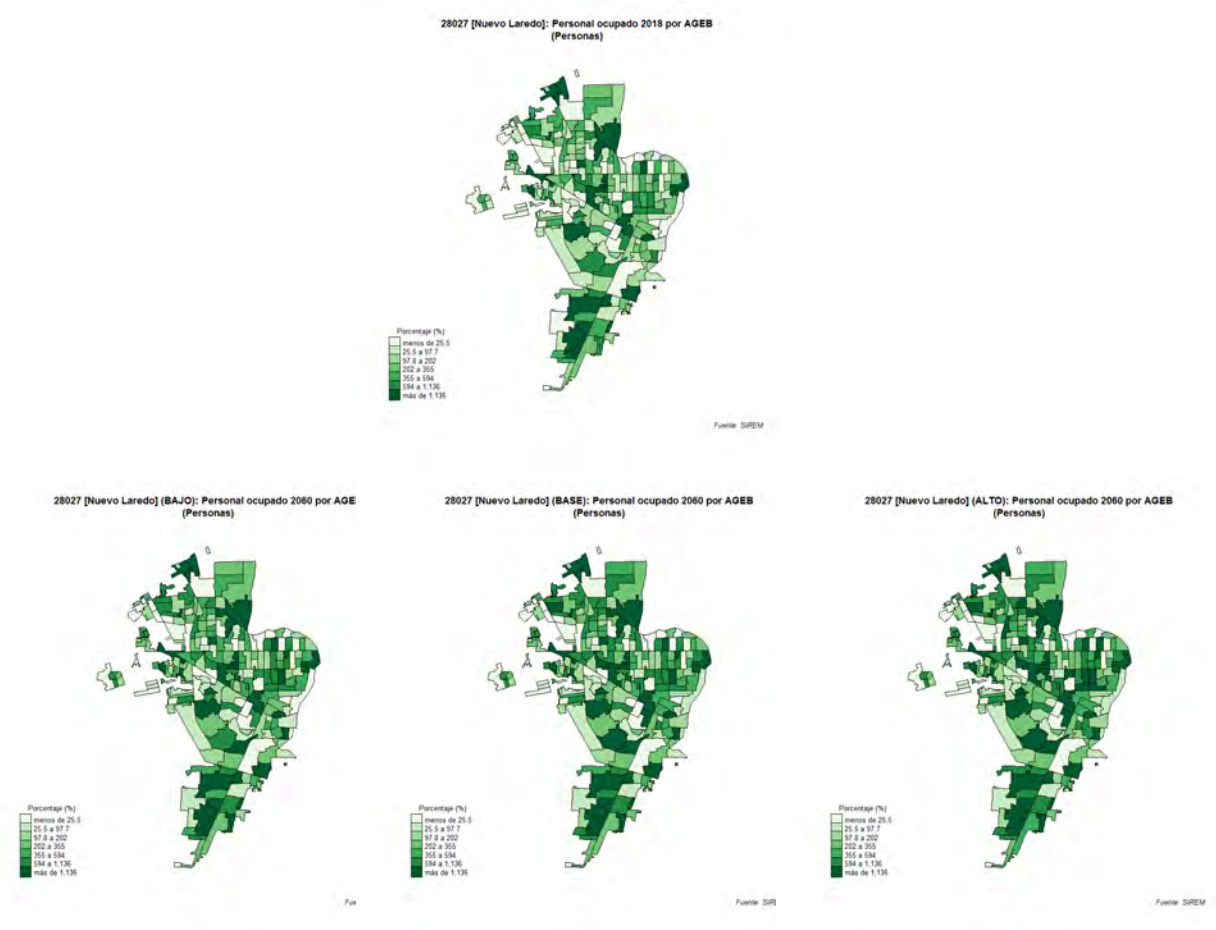 28027 [Nuevo Laredo]: Personal ocupado 2018 por AGEB
(Personas)
Porcentaje (%)
menos de 25.5
25.5 a 97.7
97.8 a 202
202 a 355
355 a 594
594 a 1,136
más de 1,136
Fuente: SIREM
28027 [Nuevo Laredo] (BAJO): Personal ocupado 2060 por AGE
(Personas)
Porcentaje (%)
menos de 25.5
25.5 a 97.7
97.8 a 202
202 a 355
355 a 594
594 a 1,136
más de 1,136
Fue
28027 [Nuevo Laredo] (BASE): Personal ocupado 2060 por AGEB
(Personas)
Porcentaje (%)
menos de 25.5
25.5 a 97.7
97.8 a 202
202 a 355
355 a 594
594 a 1,136
más de 1,136
Fuente: SIR
28027 [Nuevo Laredo] (ALTO): Personal ocupado 2060 por AGEB
(Personas)
Porcentaje (%)
menos de 25.5
25.5 a 97.7
97.8 a 202
202 a 355
355 a 594
594 a 1,136
más de 1,136
Fuente: SIREM